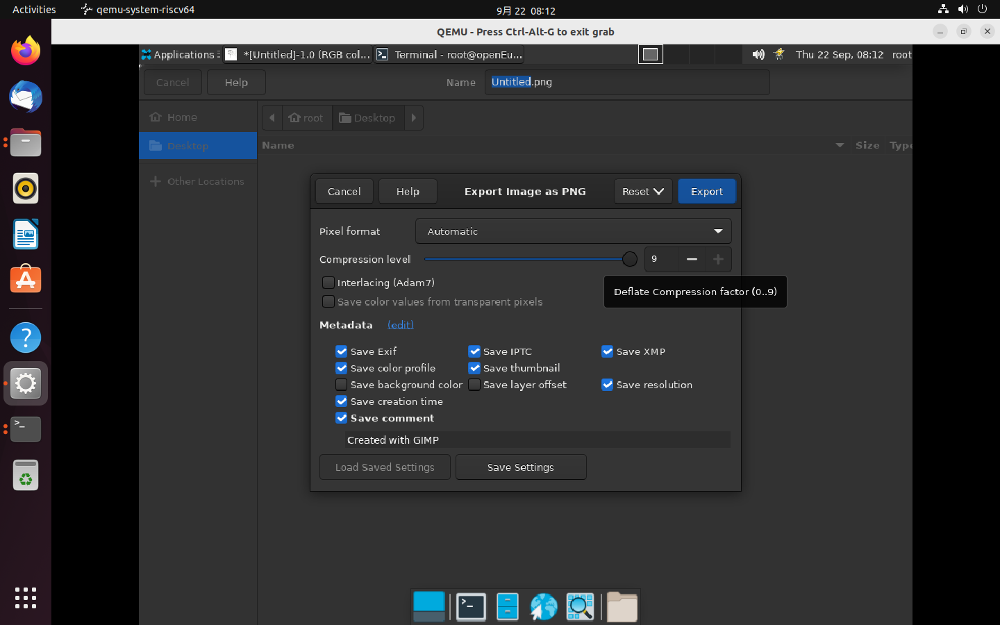 Activities
qemu-system-riscv64
9月 22 08:12
QEMU - Press Ctrl-Alt-G to exit grab
Applications
*[Untitled]-1.0 (RGB col...
Terminal - root@openEu...
Thu 22 Sep, 08:12
root
Cancel
Help
Name
Untitled.png
Home
root
Desktop
Desktop
Name
Size
Type
Other Locations
Cancel
Help
Export Image as PNG
Reset
Export
Pixel format
Automatic
Compression level
9
Interlacing (Adam7)
Deflate Compression factor (0..9)
Save color values from transparent pixels
Metadata
(edit)
Save Exif
Save IPTC
Save XMP
Save color profile
Save thumbnail
Save background color
Save layer offset
Save resolution
Save creation time
Save comment
Created with GIMP
Load Saved Settings
Save Settings